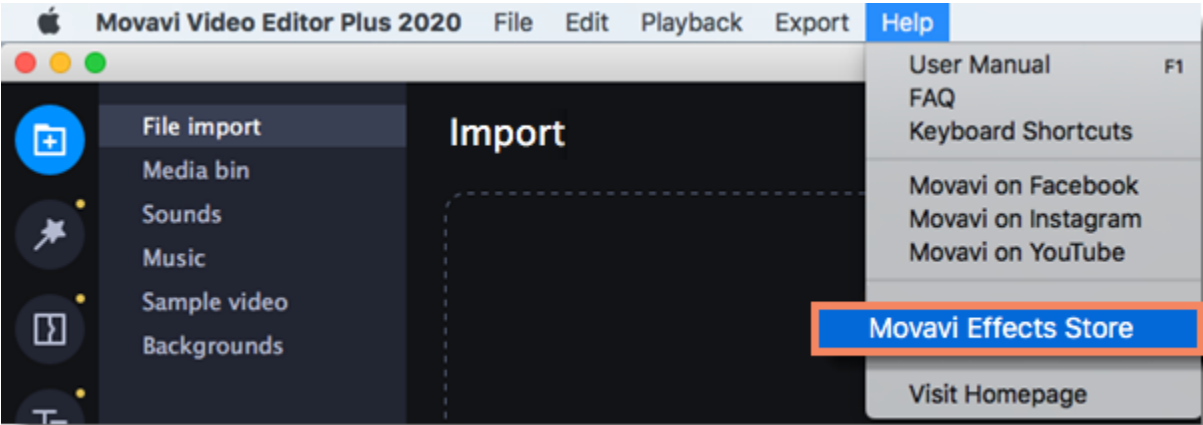 Movavi Video Editor Plus 2020 File Edit Playback Export Help
User Manual F1
FAQ
Keyboard Shortcuts
Movavi on Facebook
Movavi on Instagram
Movavi on YouTube
Movavi Effects Store
Visit Homepage
File import
Media bin
Sounds
Music
Sample video
Backgrounds
Import